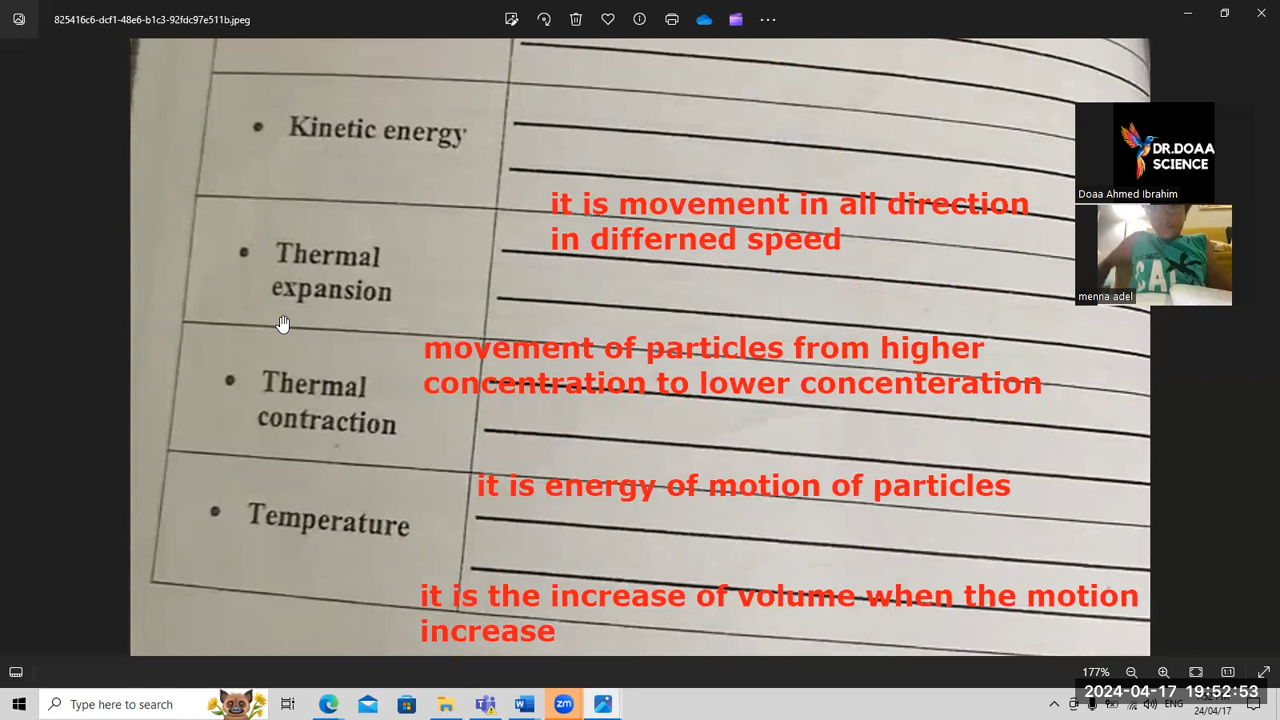 825416c6-dcf1-48e6-b1c3-92fdc97e511b.jpeg
Kinetic energy
it is movement in all direction
in differned speed
Thermal
expansion
movement of particles from higher
concentration to lower concenteration
Thermal
contraction
it is energy of motion of particles
Temperature
it is the increase of volume when the motion
increase
DR.DOAA
SCIENCE
Doaa Ahmed Ibrahim
CA
menna adel
177%
Type here to search
zm
ENG
2024-04-17 19:52:53
24/04/17